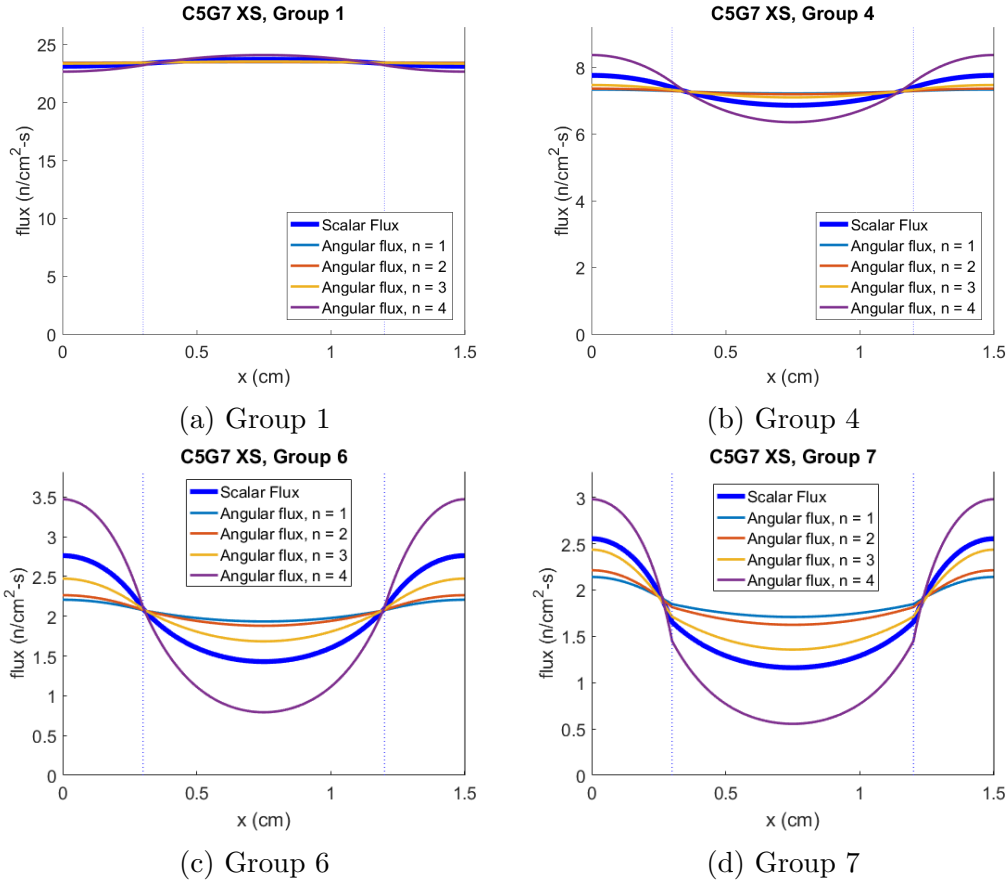 C5G7 XS, Group 1
25
20
15
10
5
0
flux (n/cm²-s)
Scalar Flux
Angular flux, n = 1
Angular flux, n = 2
Angular flux, n = 3
Angular flux, n = 4
0 0.5 1 1.5
x (cm)
(a) Group 1
C5G7 XS, Group 4
8
6
4
2
0
flux (n/cm²-s)
Scalar Flux
Angular flux, n = 1
Angular flux, n = 2
Angular flux, n = 3
Angular flux, n = 4
0 0.5 1 1.5
x (cm)
(b) Group 4
C5G7 XS, Group 6
3.5
3
2.5
2
1.5
1
0.5
0
flux (n/cm²-s)
Scalar Flux
Angular flux, n = 1
Angular flux, n = 2
Angular flux, n = 3
Angular flux, n = 4
0 0.5 1 1.5
x (cm)
(c) Group 6
C5G7 XS, Group 7
3
2.5
2
1.5
1
0.5
0
flux (n/cm²-s)
Scalar Flux
Angular flux, n = 1
Angular flux, n = 2
Angular flux, n = 3
Angular flux, n = 4
0 0.5 1 1.5
x (cm)
(d) Group 7